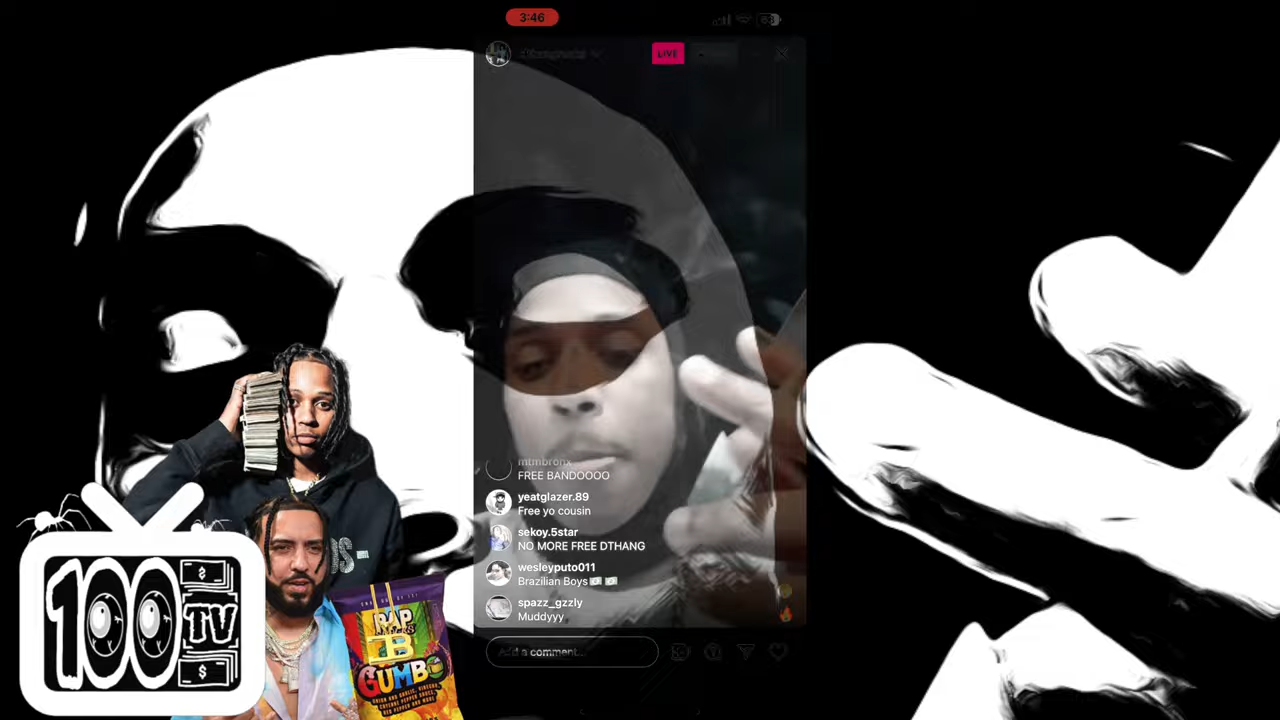 3:46
LIVE
mtmbronx
FREE BANDOOOO
yeatglazer.89
Free yo cousin
sekoy.5star
NO MORE FREE DTHANG
wesleyputo011
Brazilian Boys
spazz_gzzly
Muddyyy
Add a comment...
100
TV
RAP
GUMBO